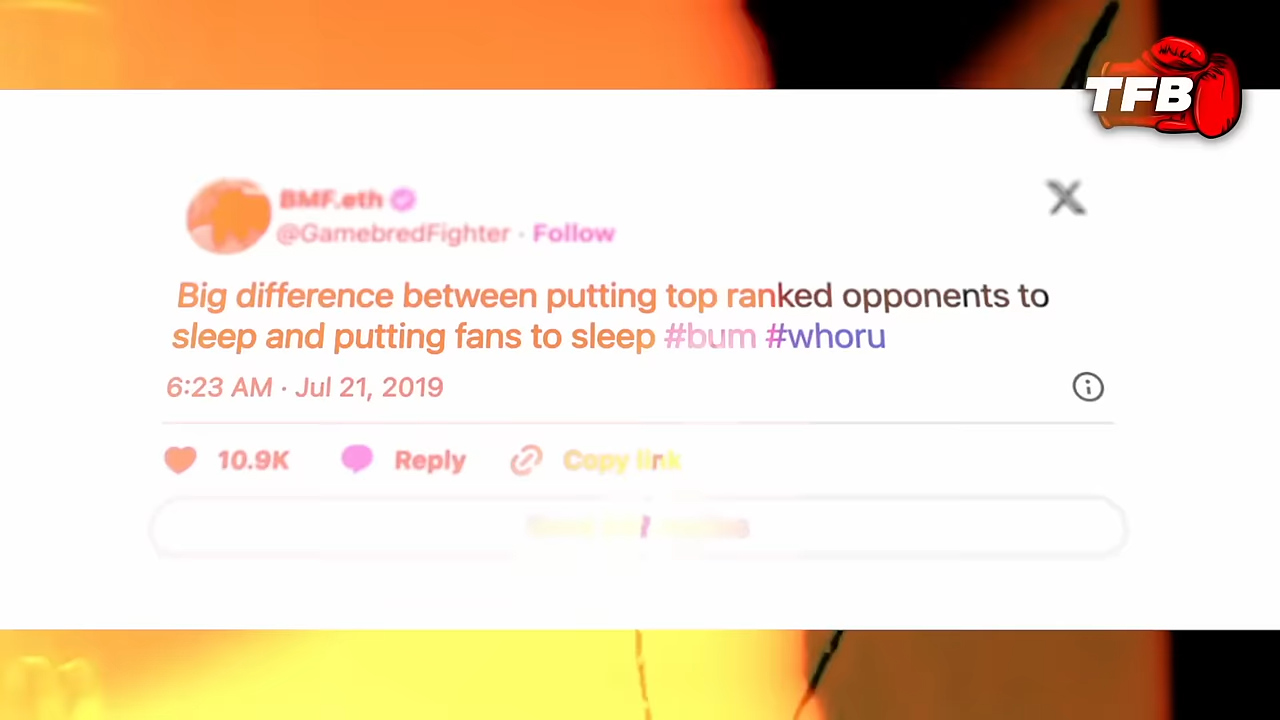 TFB
BMF.eth
@GamebredFighter · Follow
Big difference between putting top ranked opponents to
sleep and putting fans to sleep #bum #whoru
6:23 AM · Jul 21, 2019
10.9K Reply Copy link